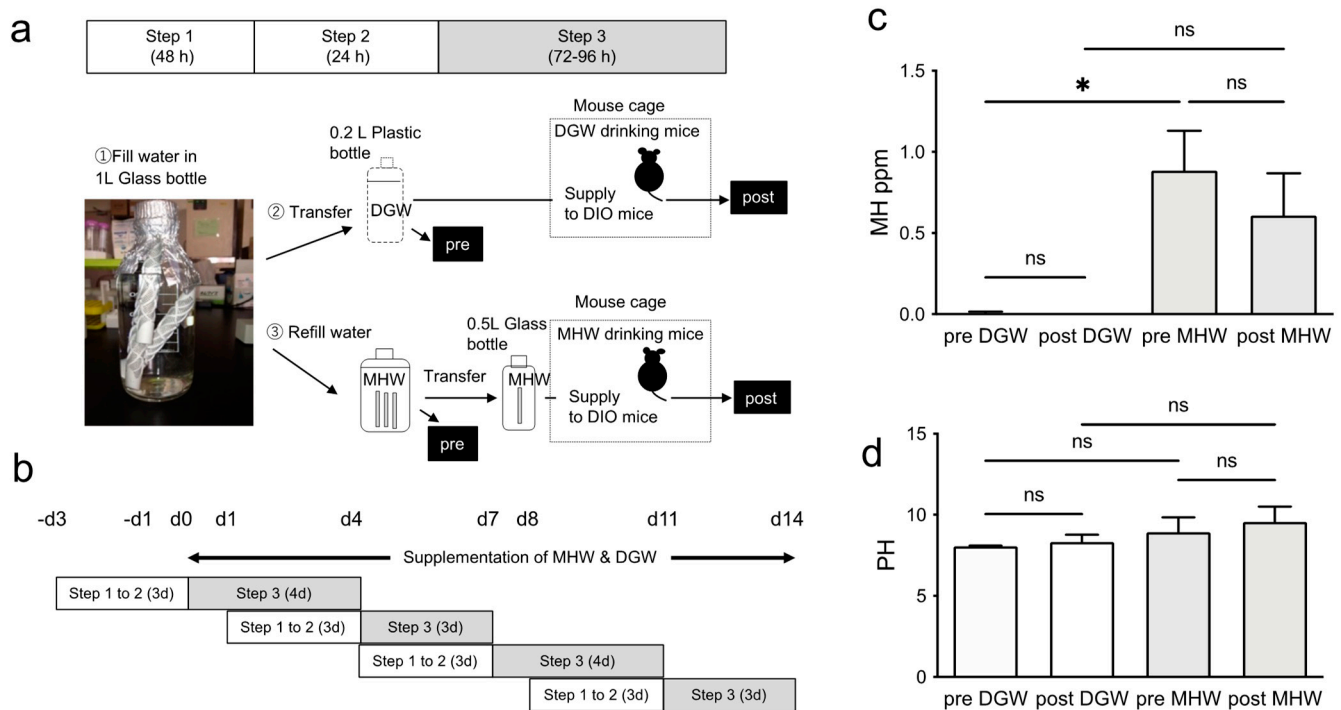 a
Step 1
(48 h)
Step 2
(24 h)
Step 3
(72-96 h)
①Fill water in
1L Glass bottle
② Transfer
0.2 L Plastic
bottle
DGW
pre
Mouse cage
DGW drinking mice
Supply
to DIO mice
post
③ Refill water
MHW
pre
Transfer
0.5L Glass
bottle
MHW
Mouse cage
MHW drinking mice
Supply
to DIO mice
post
b
-d3 -d1 d0 d1 d4 d7 d8 d11 d14
Supplementation of MHW & DGW
Step 1 to 2 (3d) Step 3 (4d)
Step 1 to 2 (3d) Step 3 (3d)
Step 1 to 2 (3d) Step 3 (4d)
Step 1 to 2 (3d) Step 3 (3d)
c
MH ppm
1.5
1.0
0.5
0.0
ns
* ns
ns
pre DGW post DGW pre MHW post MHW
d
PH
15
10
5
0
ns
ns
ns
ns
pre DGW post DGW pre MHW post MHW